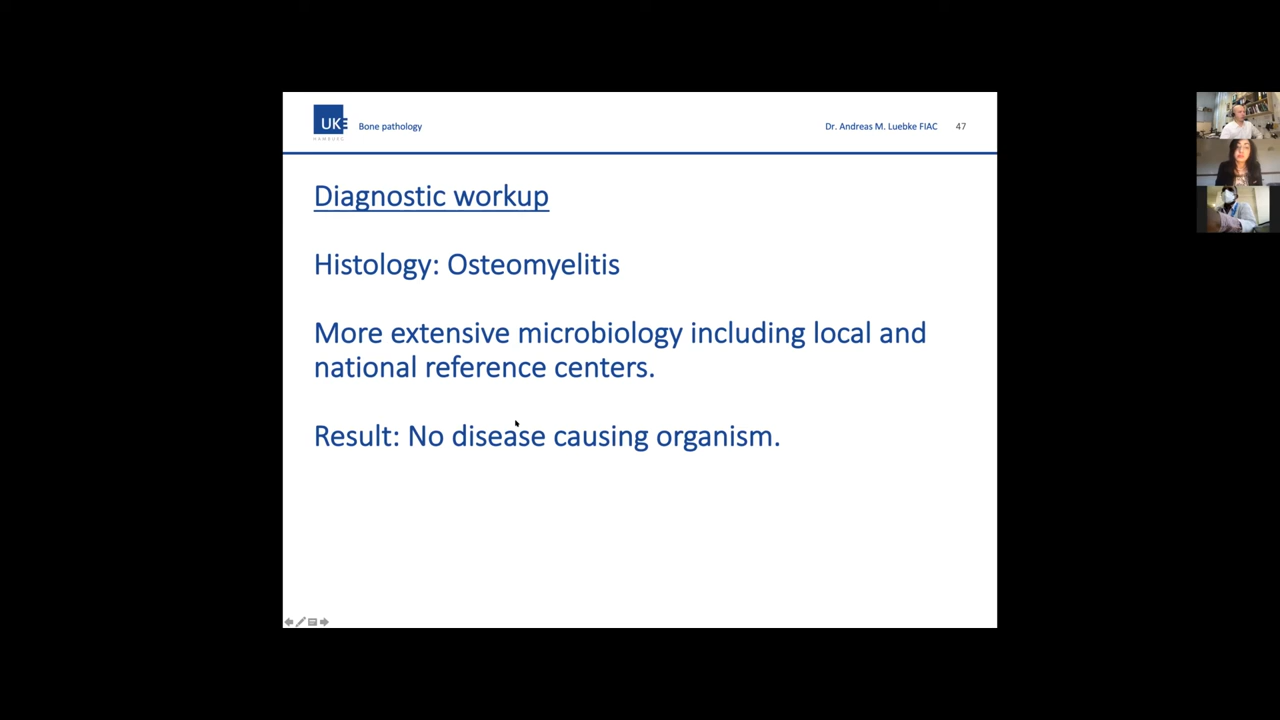 UKE
HAMBURG
Bone pathology
Dr. Andreas M. Luebke FIAC 47
Diagnostic workup
Histology: Osteomyelitis
More extensive microbiology including local and
national reference centers.
Result: No disease causing organism.